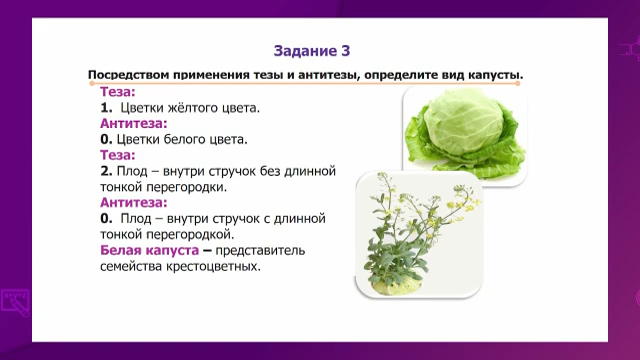 Задание 3
Посредством применения тезы и антитезы, определите вид капусты.
Теза:
1. Цветки жёлтого цвета.
Антитеза:
0. Цветки белого цвета.
Теза:
2. Плод – внутри стручок без длинной
тонкой перегородки.
Антитеза:
0. Плод – внутри стручок с длинной
тонкой перегородкой.
Белая капуста – представитель
семейства крестоцветных.